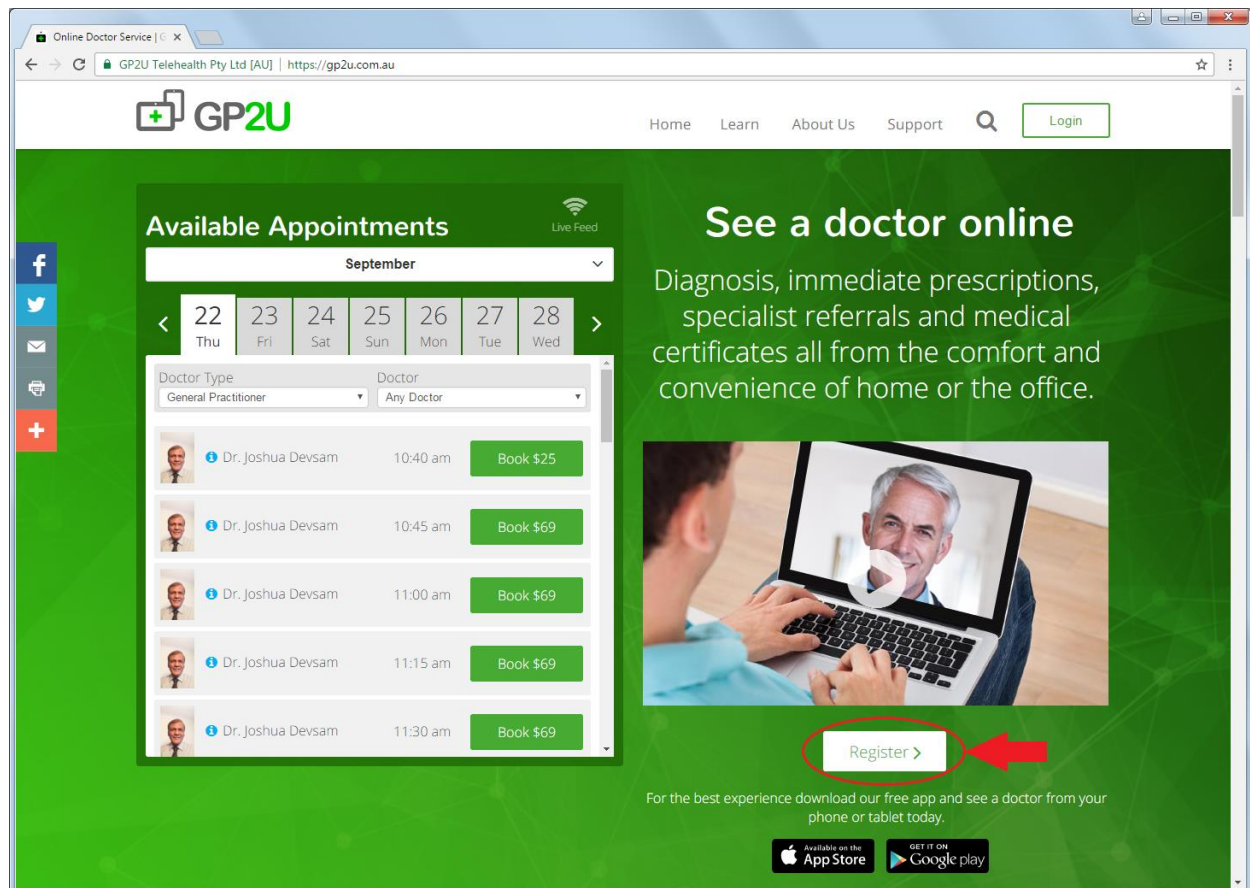 Online Doctor Service | G
GP2U Telehealth Pty Ltd [AU] | https://gp2u.com.au
GP2U
Home Learn About Us Support Login
Available Appointments
Live Feed
September
22 23 24 25 26 27 28
Thu Fri Sat Sun Mon Tue Wed
Doctor Type Doctor
General Practitioner Any Doctor
Dr. Joshua Devsam 10:40 am Book $25
Dr. Joshua Devsam 10:45 am Book $69
Dr. Joshua Devsam 11:00 am Book $69
Dr. Joshua Devsam 11:15 am Book $69
Dr. Joshua Devsam 11:30 am Book $69
See a doctor online
Diagnosis, immediate prescriptions,
specialist referrals and medical
certificates all from the comfort and
convenience of home or the office.
Register
For the best experience download our free app and see a doctor from your
phone or tablet today.
Available on the
App Store
GET IT ON
Google play